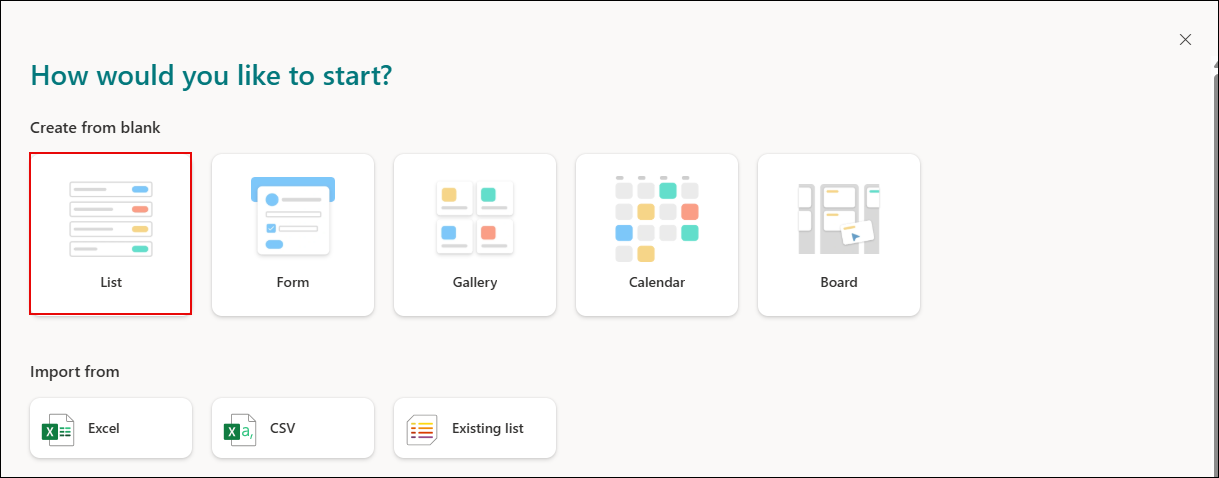 How would you like to start?
Create from blank
List
Form
Gallery
Calendar
Board
Import from
Excel
CSV
Existing list